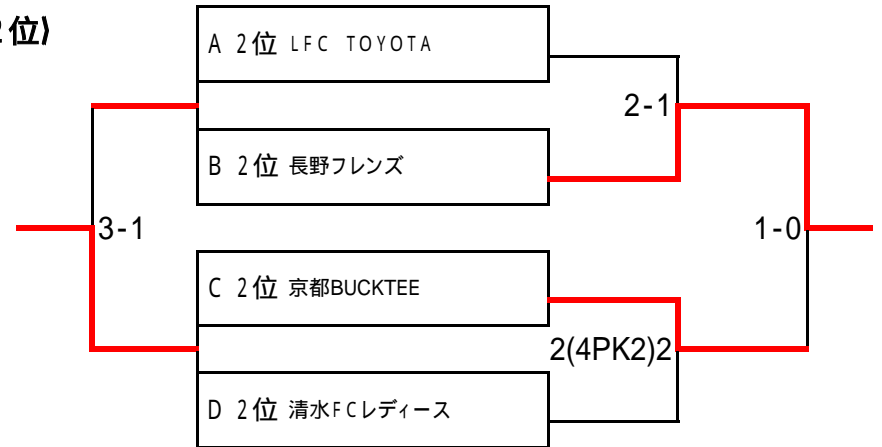 位）
A 2位 LFC TOYOTA
2-1
B 2位 長野フレンズ
3-1
1-0
C 2位 京都BUCKTEE
2(4PK2)2
D 2位 清水FCレディース